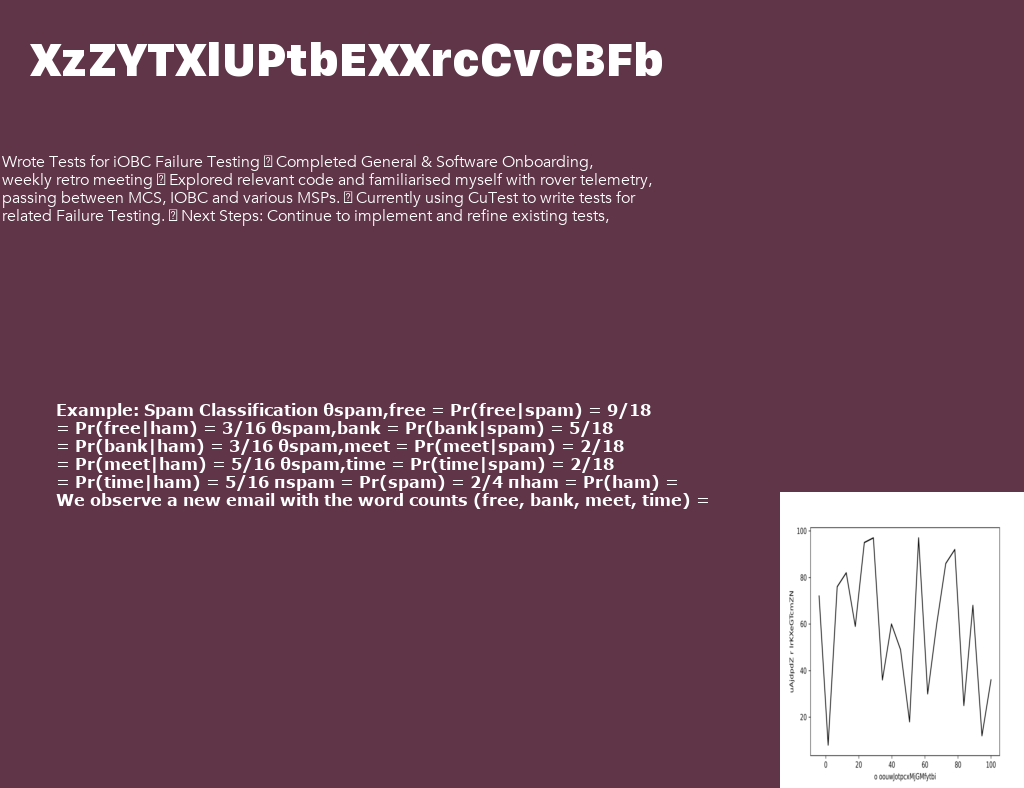 XzZYTXlUPtbEXXrcCvCBFb
Wrote Tests for iOBC Failure Testing � Completed General & Software Onboarding,
weekly retro meeting � Explored relevant code and familiarised myself with rover telemetry,
passing between MCS, IOBC and various MSPs. � Currently using CuTest to write tests for
related Failure Testing. � Next Steps: Continue to implement and refine existing tests,
Example: Spam Classification θspam,free = Pr(free|spam) = 9/18
= Pr(free|ham) = 3/16 θspam,bank = Pr(bank|spam) = 5/18
= Pr(bank|ham) = 3/16 θspam,meet = Pr(meet|spam) = 2/18
= Pr(meet|ham) = 5/16 θspam,time = Pr(time|spam) = 2/18
= Pr(time|ham) = 5/16 πspam = Pr(spam) = 2/4 πham = Pr(ham) =
We observe a new email with the word counts (free, bank, meet, time) =
100
80
60
40
20
0 20 40 60 80 100